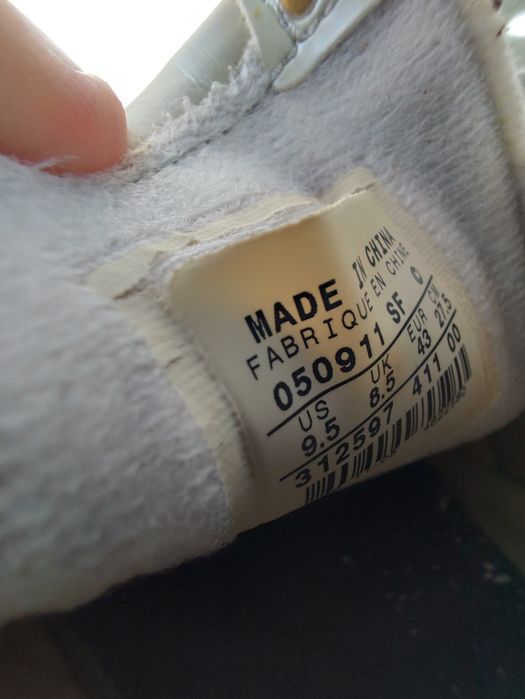 MADE IN CHINA
FABRIQUE EN CHINE
050911 SF
US UK EUR CM
9.5 8.5 43 27.5
312597 411 00